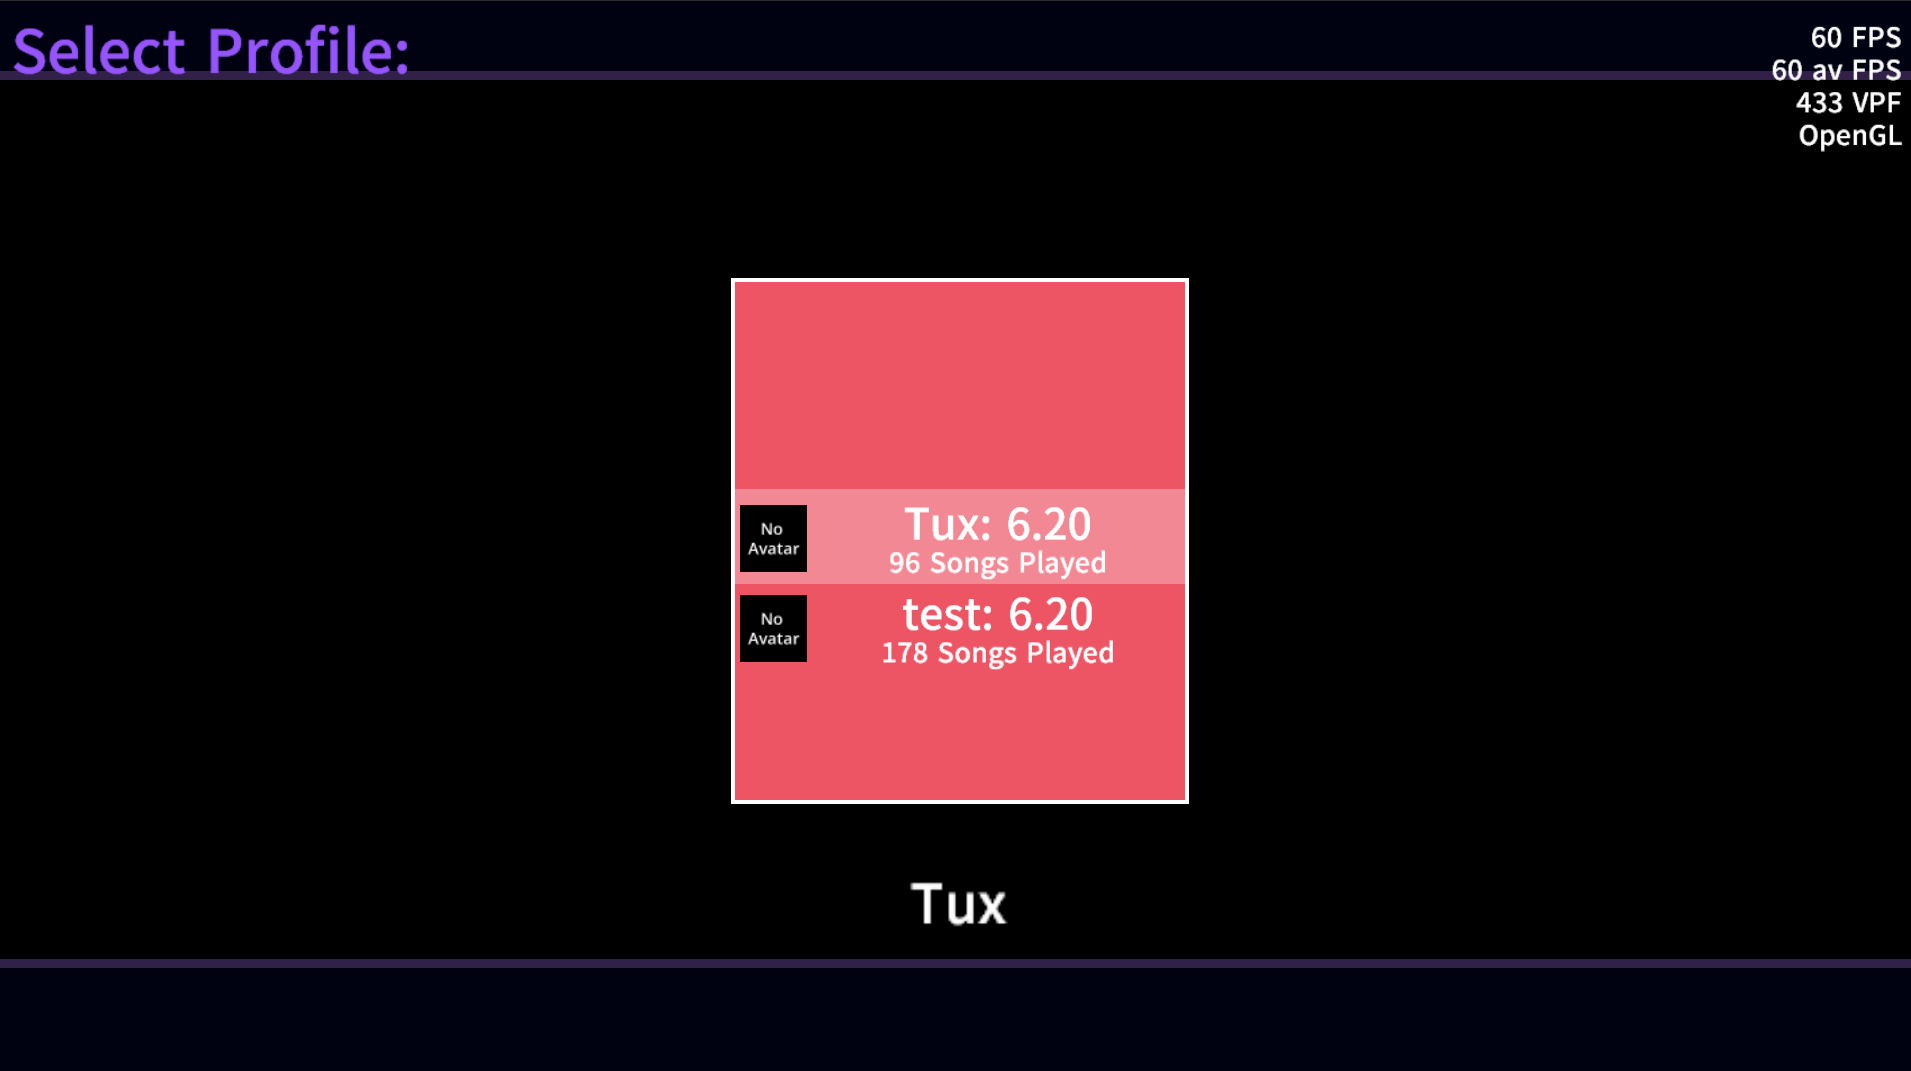 Select Profile:
60 FPS
60 av FPS
433 VPF
OpenGL
No
Avatar
Tux: 6.20
96 Songs Played
No
Avatar
test: 6.20
178 Songs Played
Tux